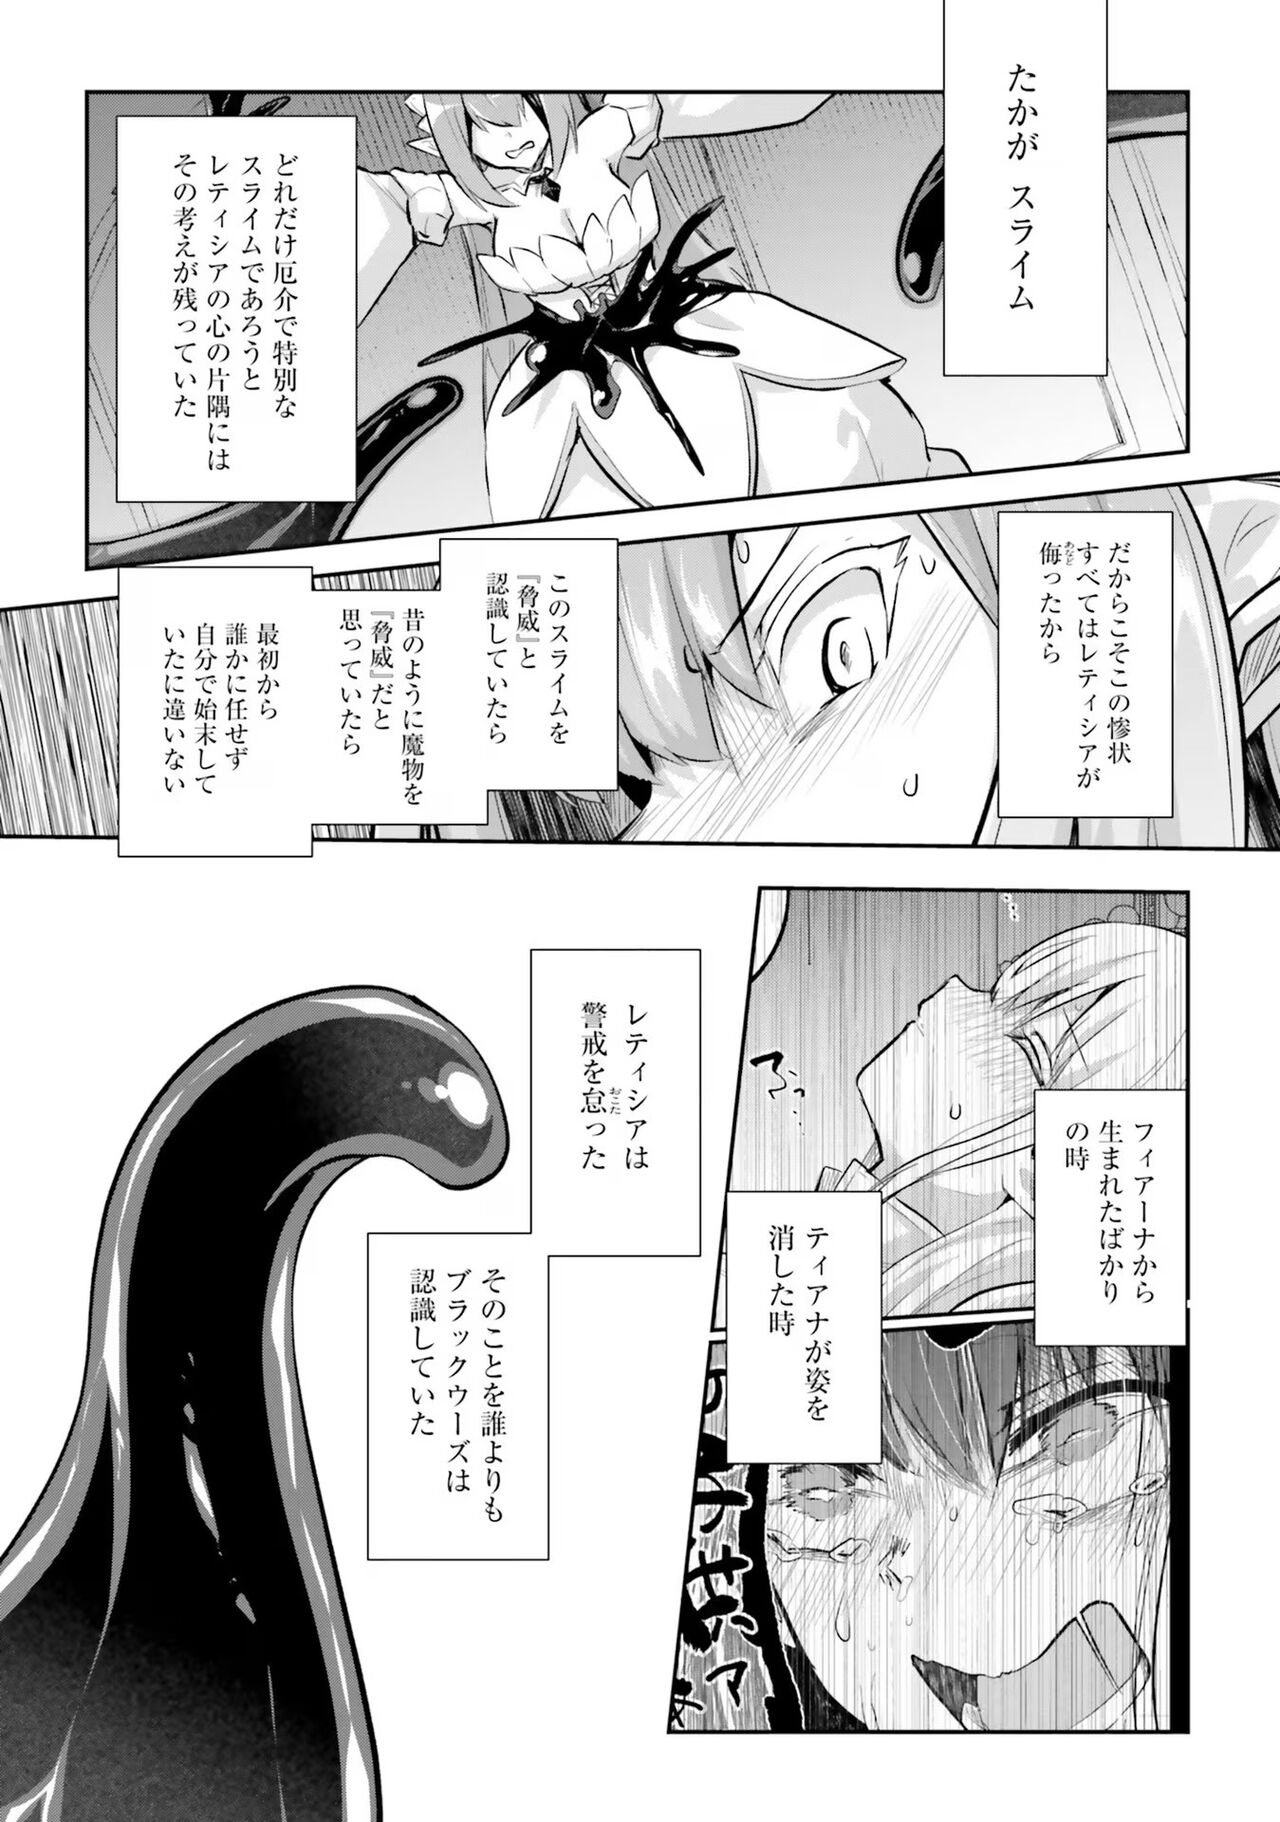 たかが スライム
どれだけ厄介で特別な
スライムであろうと
レティシアの心の片隅には
その考えが残っていた
だからこそこの惨状
すべてはレティシアが
侮ったから
あなど
このスライムを
『脅威』と
認識していたら
昔のように魔物を
『脅威』だと
思っていたら
最初から
誰かに任せず
自分で始末して
いたに違いない
フィアーナから
生まれたばかり
の時
ティアナが姿を
消した時
レティシアは
警戒を怠った
おこた
そのことを誰よりも
ブラックウーズは
認識していた